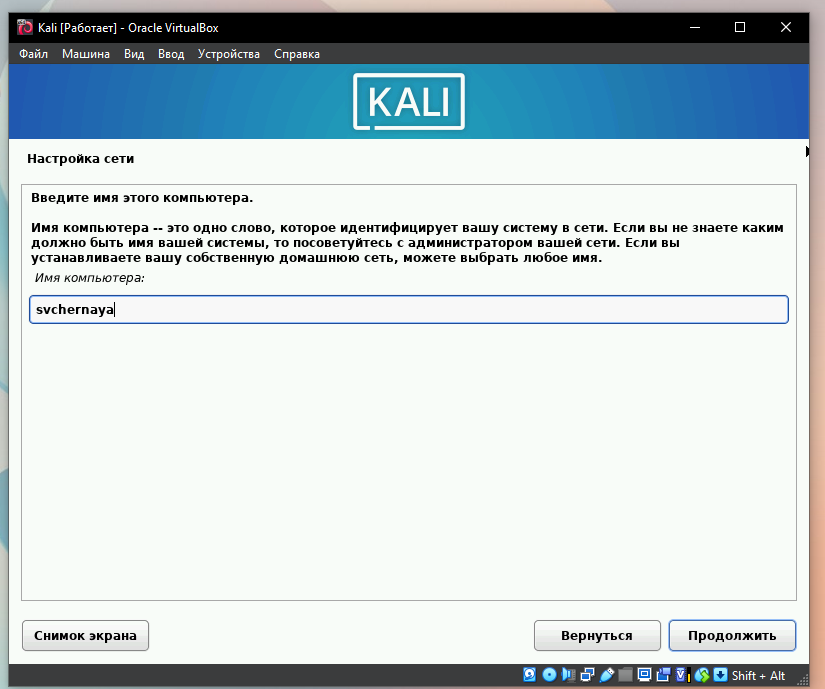 Kali [Работает] - Oracle VirtualBox
Файл Машина Вид Ввод Устройства Справка
KALI
Настройка сети
Введите имя этого компьютера.
Имя компьютера -- это одно слово, которое идентифицирует вашу систему в сети. Если вы не знаете каким
должно быть имя вашей системы, то посоветуйтесь с администратором вашей сети. Если вы
устанавливаете вашу собственную домашнюю сеть, можете выбрать любое имя.
Имя компьютера:
svchernaya
Снимок экрана Вернуться Продолжить
Shift + Alt